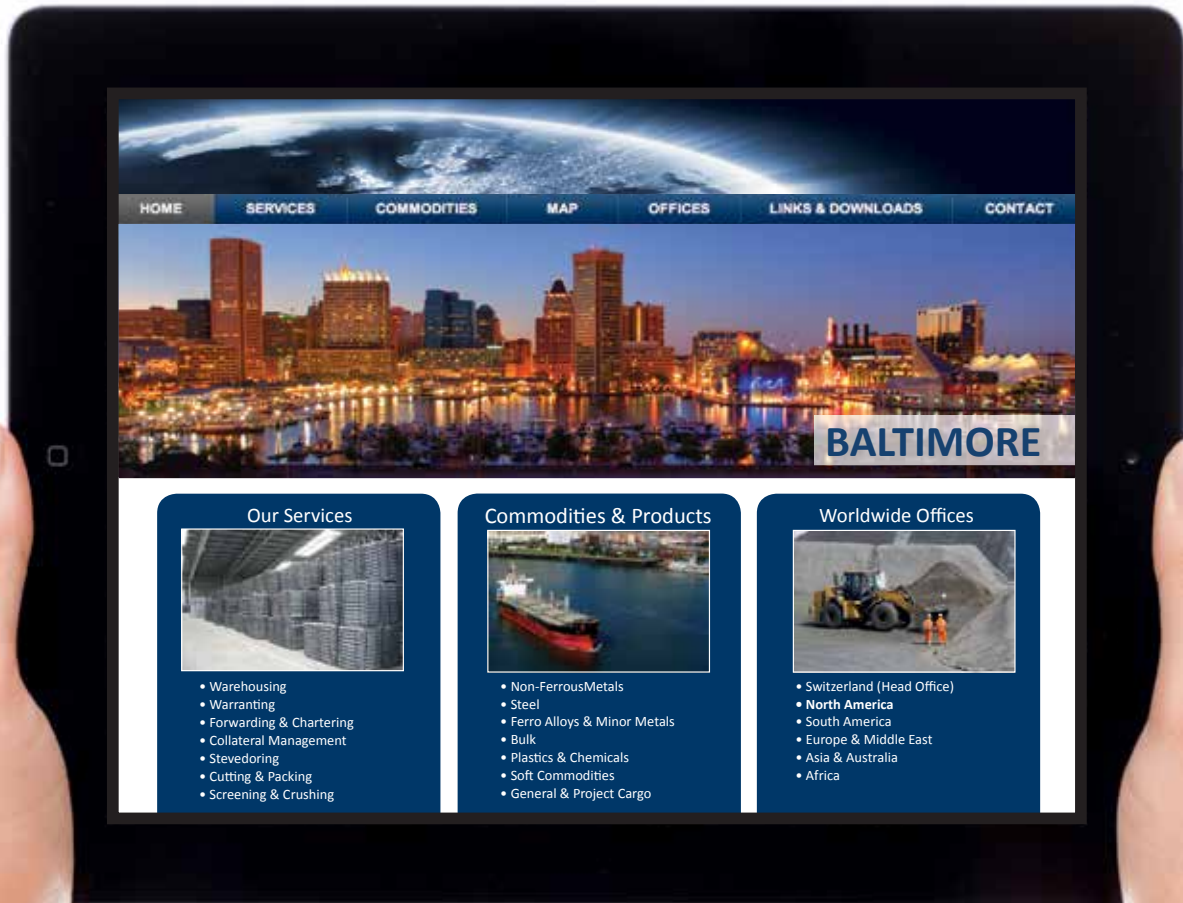 HOME SERVICES COMMODITIES MAP OFFICES LINKS & DOWNLOADS CONTACT
BALTIMORE
Our Services
• Warehousing
• Warranting
• Forwarding & Chartering
• Collateral Management
• Stevedoring
• Cutting & Packing
• Screening & Crushing
Commodities & Products
• Non-FerrousMetals
• Steel
• Ferro Alloys & Minor Metals
• Bulk
• Plastics & Chemicals
• Soft Commodities
• General & Project Cargo
Worldwide Offices
• Switzerland (Head Office)
• North America
• South America
• Europe & Middle East
• Asia & Australia
• Africa